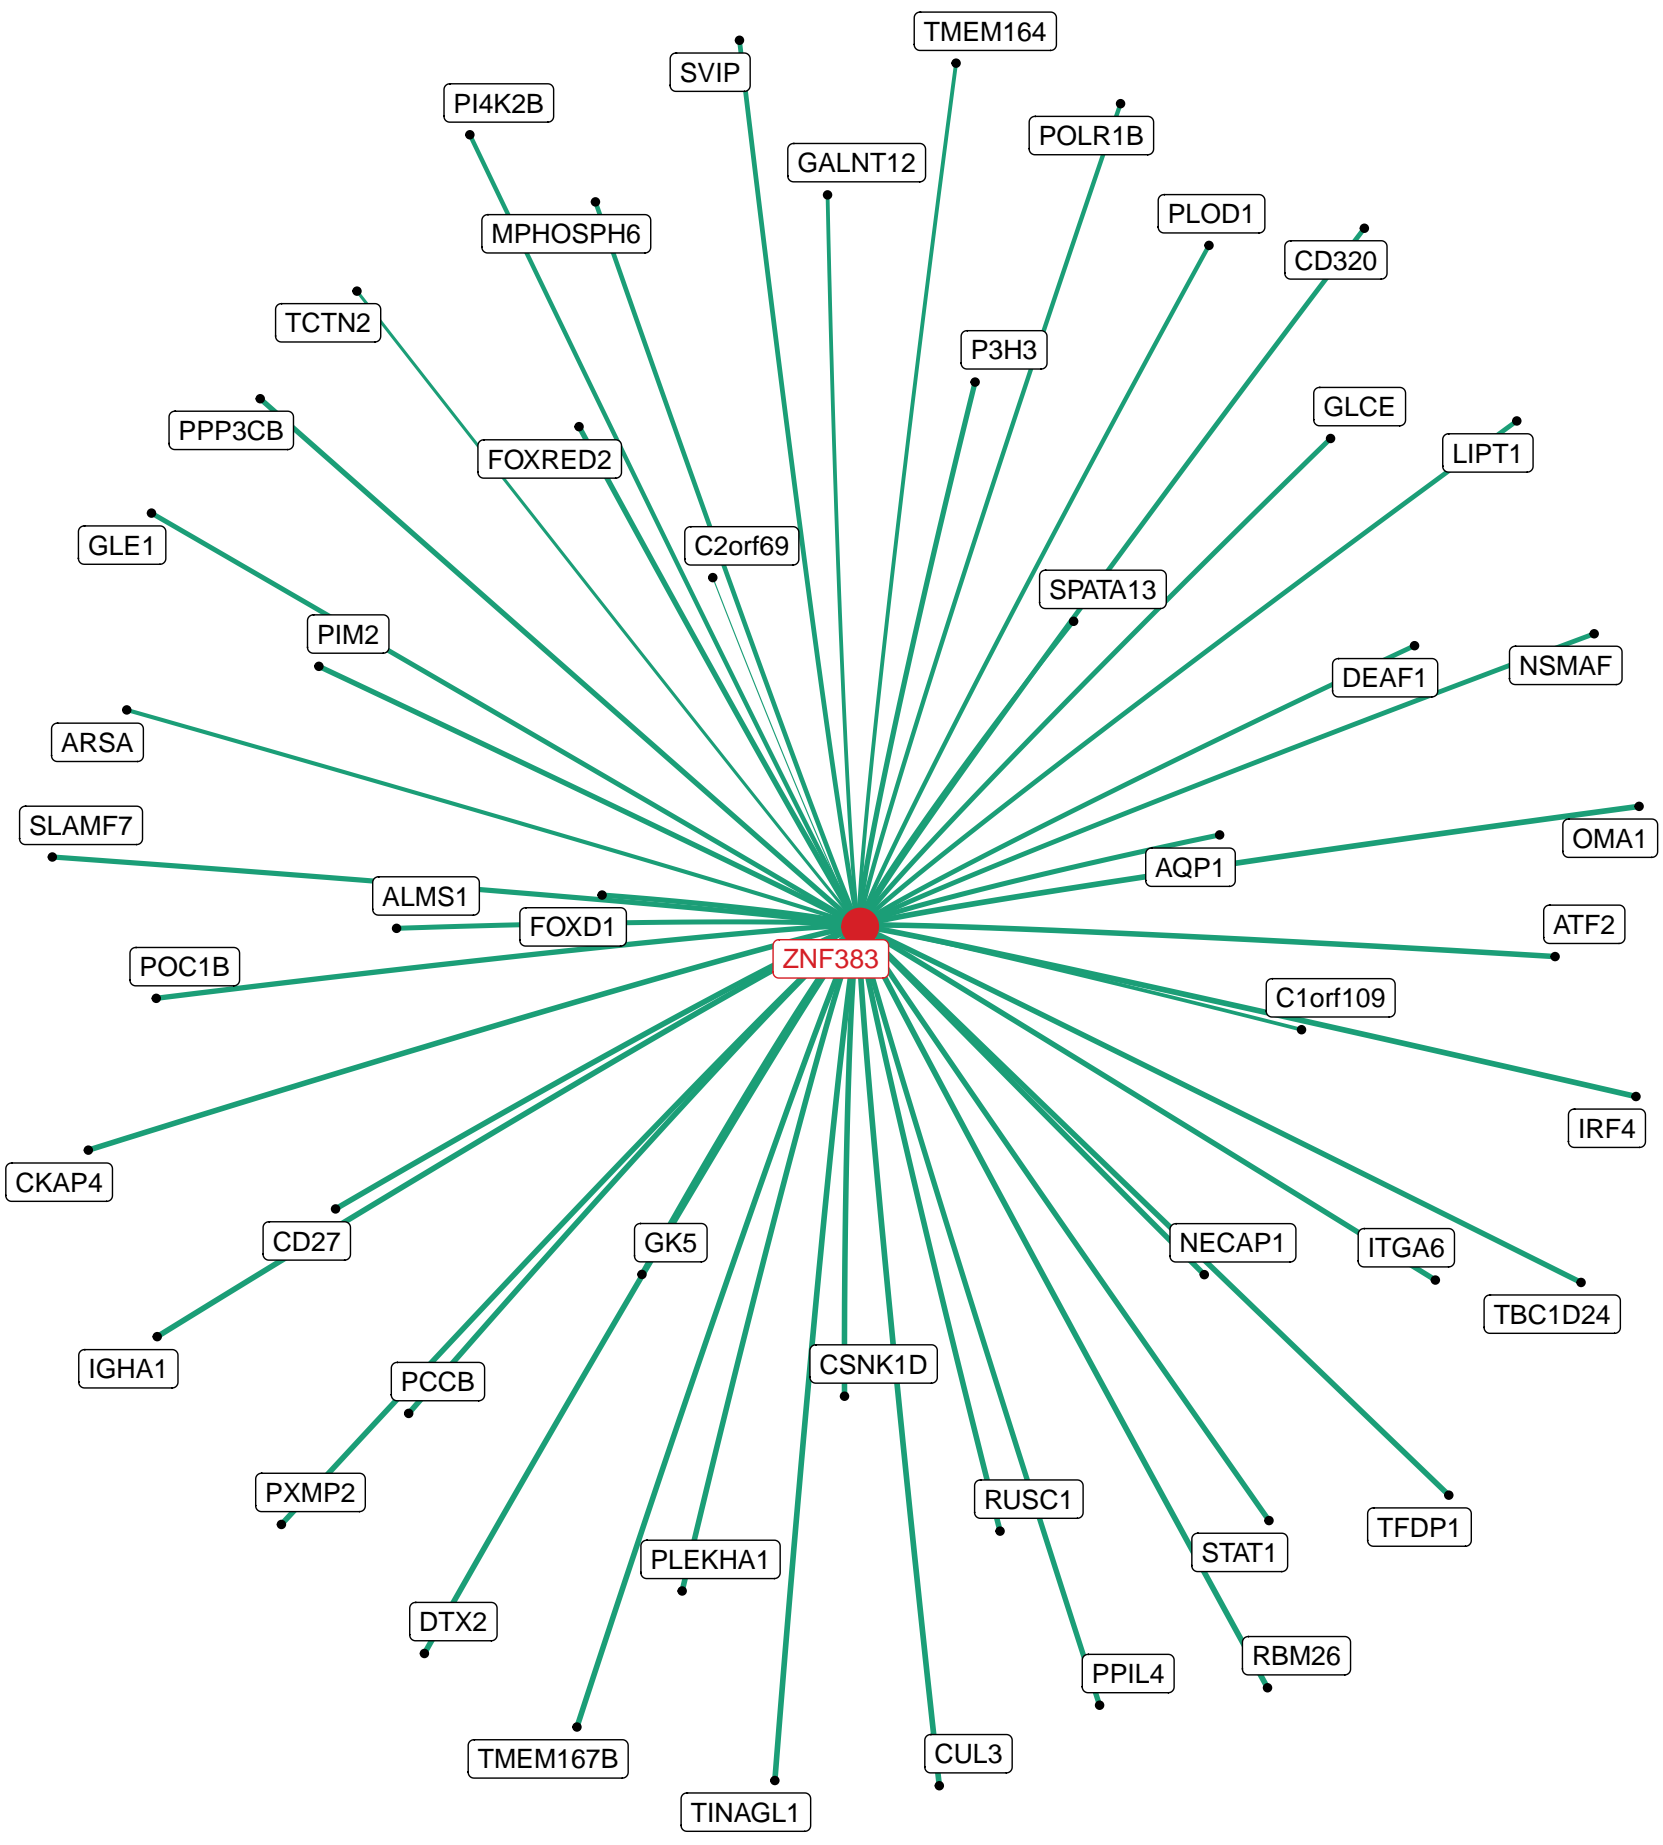 TMEM164
SVIP
PI4K2B
POLR1B
GALNT12
PLOD1
MPHOSPH6
CD320
TCTN2
P3H3
GLCE
PPP3CB
LIPT1
FOXRED2
GLE1
C2orf69
SPATA13
PIM2
NSMAF
DEAF1
ARSA
SLAMF7
OMA1
AQP1
ALMS1
ATF2
FOXD1
ZNF383
POC1B
C1orf109
IRF4
CKAP4
CD27
GK5
NECAP1
ITGA6
TBC1D24
CSNK1D
IGHA1
PCCB
PXMP2
RUSC1
TFDP1
STAT1
PLEKHA1
DTX2
RBM26
PPIL4
CUL3
TMEM167B
TINAGL1